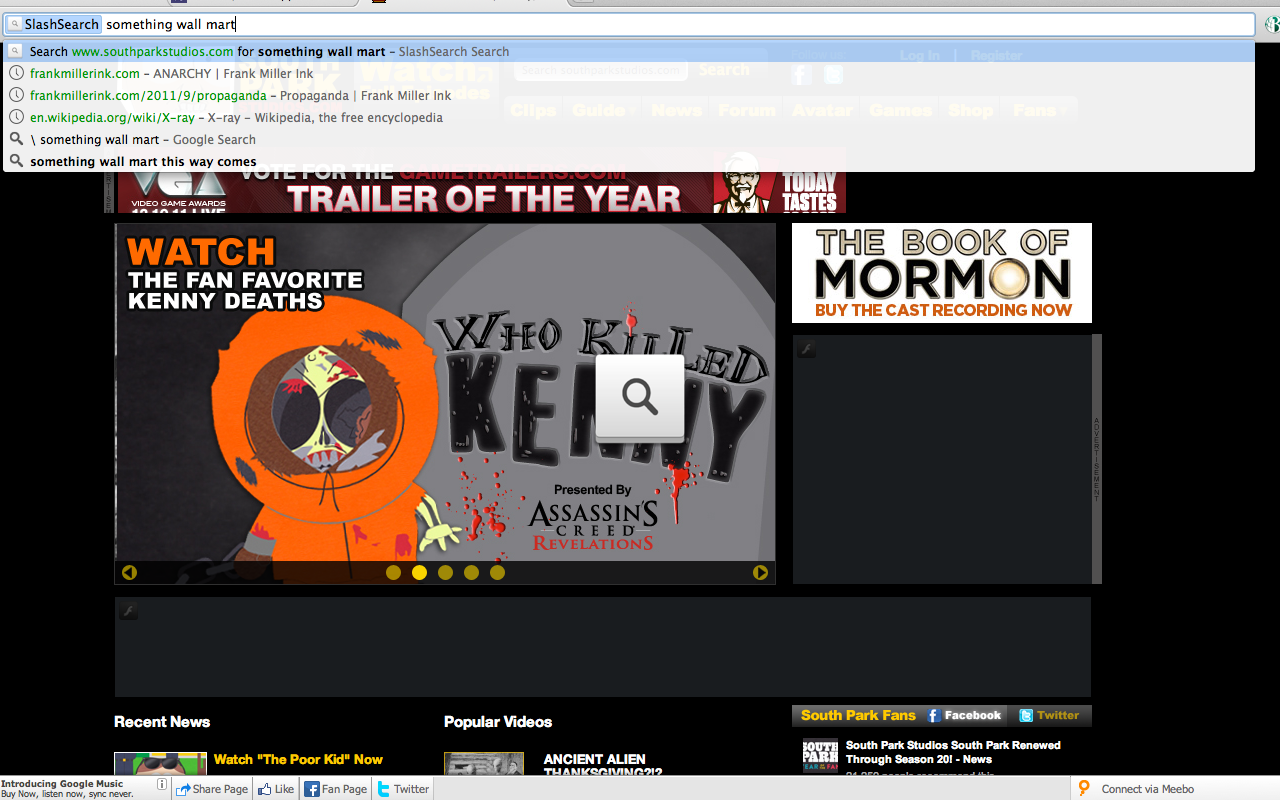 SlashSearch something wall mart
Search www.southparkstudios.com for something wall mart – SlashSearch Search
frankmillerink.com – ANARCHY | Frank Miller Ink
frankmillerink.com/2011/9/propaganda – Propaganda | Frank Miller Ink
en.wikipedia.org/wiki/X-ray – X-ray – Wikipedia, the free encyclopedia
\ something wall mart – Google Search
something wall mart this way comes
Log In | Register
Search southparkstudios.com Search
Clips Guide News Forum Avatar Games Shop Fans
VGA
VIDEO GAME AWARDS
VOTE FOR THE GAMETRAILERS.COM
TRAILER OF THE YEAR
TODAY
TASTES
WATCH
THE FAN FAVORITE
KENNY DEATHS
WHO KILLED
KENNY
Presented By
ASSASSIN'S
CREED
REVELATIONS
THE BOOK OF
MORMON
BUY THE CAST RECORDING NOW
ADVERTISEMENT
Recent News
Watch "The Poor Kid" Now
Popular Videos
ANCIENT ALIEN
THANKSGIVING?!?
South Park Fans Facebook Twitter
SOUTH
PARK
South Park Studios South Park Renewed
Through Season 20! - News
Introducing Google Music
Buy Now, listen now, sync never.
Share Page Like Fan Page Twitter
Connect via Meebo